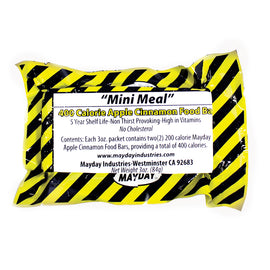 "Mini Meal"
400 Calorie Apple Cinnamon Food Ba
5 Year Shelf Life- Non Thirst Provoking- High in Vitamins
No Cholesterol
Contents: Each 3oz. packet contains two(2) 200 calorie Mayday
Apple Cinnamon Food Bars, providing a total of 400 calories.
www.maydayindustries.com
Mayday Industries-Westminster CA 92683
Net Weight 3oz. (84g)
MAYDAY